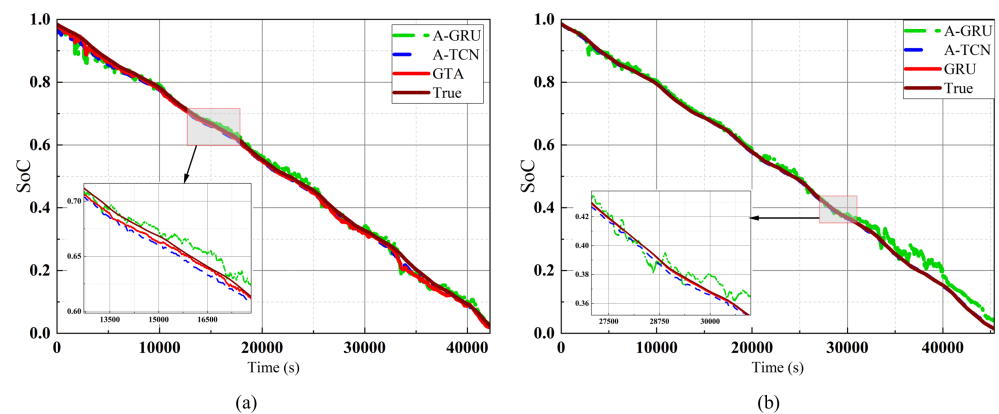 A-GRU
A-TCN
GTA
True
SoC
1.0
0.8
0.6
0.4
0.2
0.0
0.70
0.65
0.60
13500 15000 16500
0 10000 20000 30000 40000
Time (s)
(a)
A-GRU
A-TCN
GRU
True
SoC
1.0
0.8
0.6
0.4
0.2
0.0
0.42
0.40
0.38
0.36
27500 28750 30000
0 10000 20000 30000 40000
Time (s)
(b)